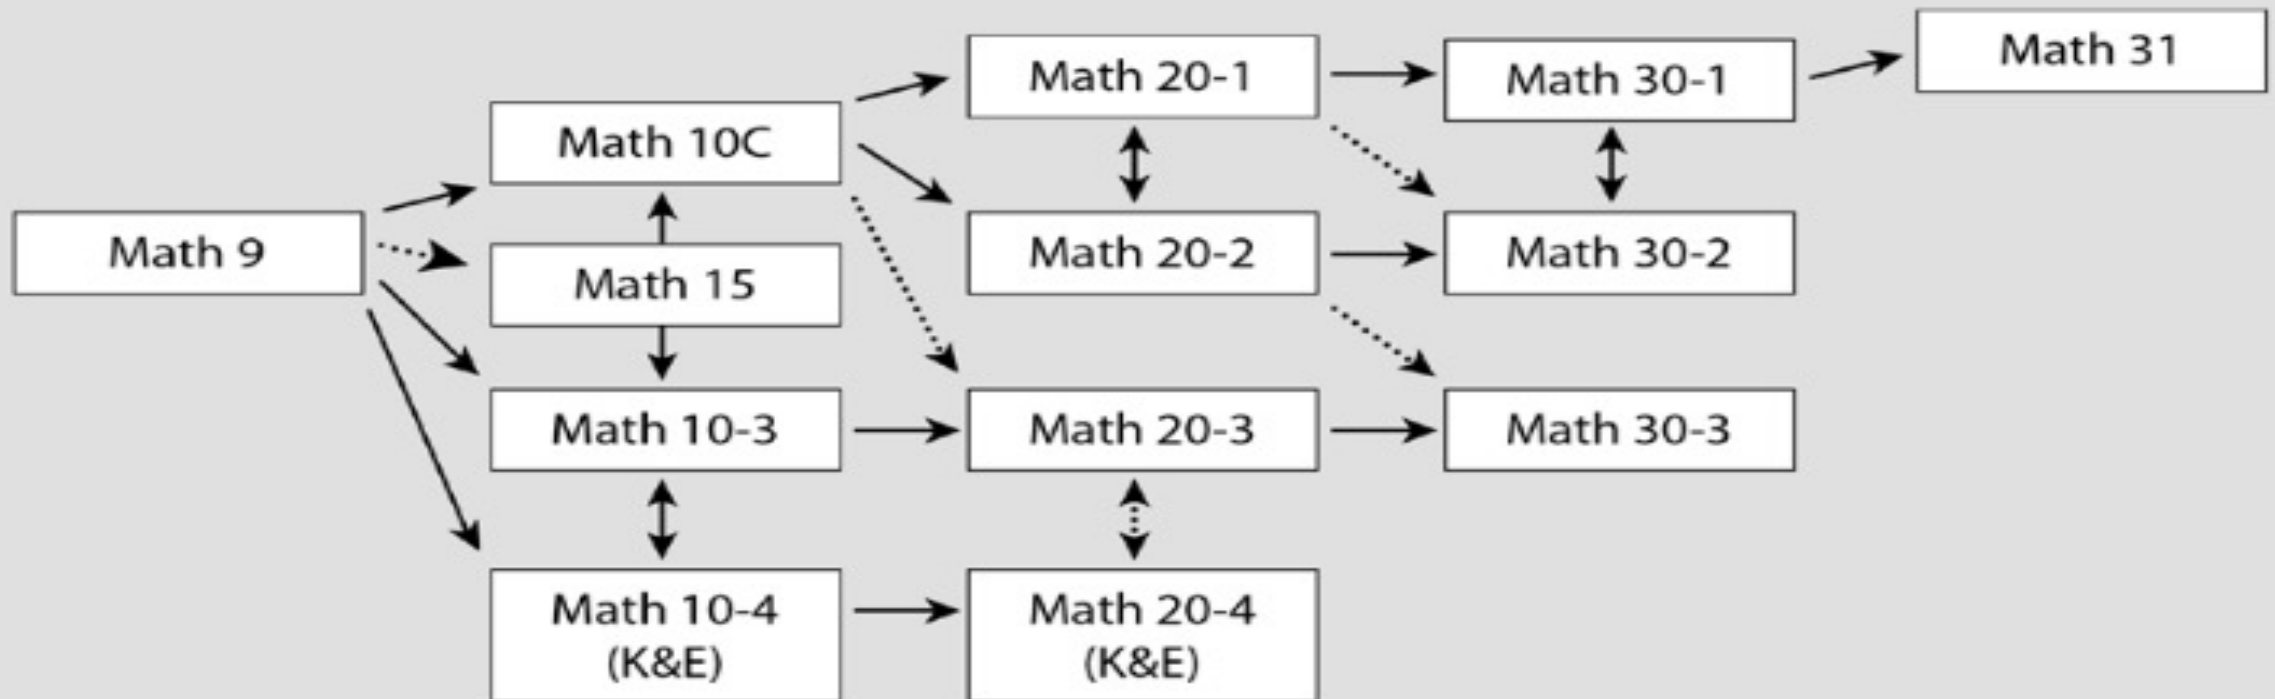 Math 9
Math 10C
Math 15
Math 10-3
Math 10-4
(K&E)
Math 20-1
Math 20-2
Math 20-3
Math 20-4
(K&E)
Math 30-1
Math 30-2
Math 30-3
Math 31